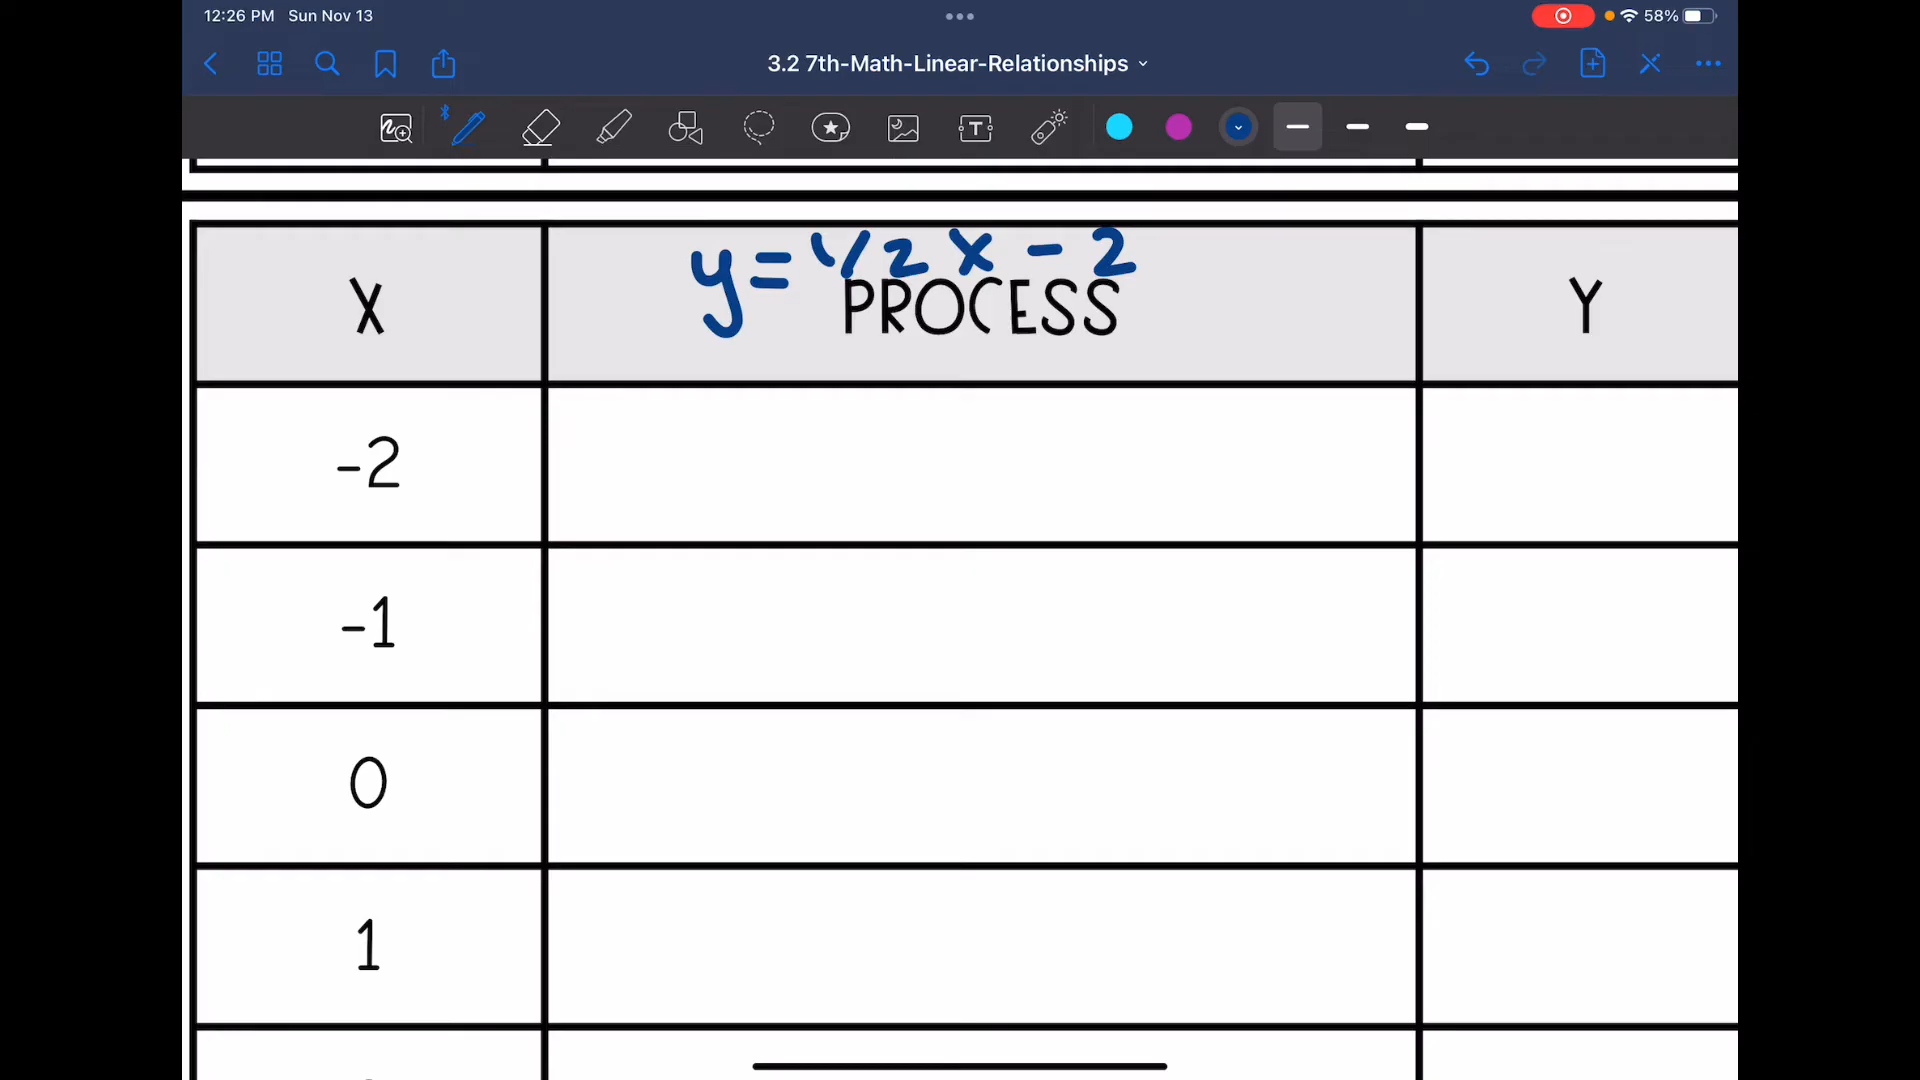 12:26 PM Sun Nov 13
58%
3.2 7th-Math-Linear-Relationships
T
y = 1/2 x - 2
X PROCESS Y
-2
-1
0
1